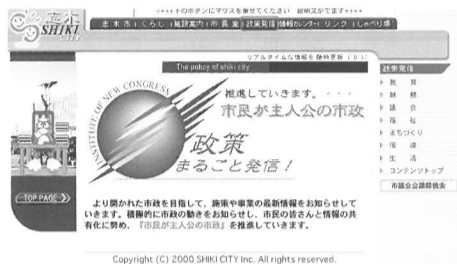 志木
SHIKI CITY
下のボタンにマウスを乗せてください 説明文がでます
志木市 | くらし | 施設案内 | 市長室 | 政策発信 | 情報カレンダー | リンク | しゃべり場
リアルタイムな情報を随時更新
The policy of shiki city
政策発信
INSTITUTE OF NEW CONGRESS
推進していきます。・・・
市民が主人公の市政
政策
まるごと発信！
教 育
財 務
議 会
福 祉
まちづくり
環 境
生 活
コンテンツトップ
市議会会議録検索
TOP PAGE
より開かれた市政を目指して、施策や事業の最新情報をお知らせして
いきます。積極的に市政の動きをお知らせし、市民の皆さんと情報の共
有化に努め、『市民が主人公の市政』を推進していきます。
Copyright (C) 2000 SHIKI CITY Inc. All rights reserved.